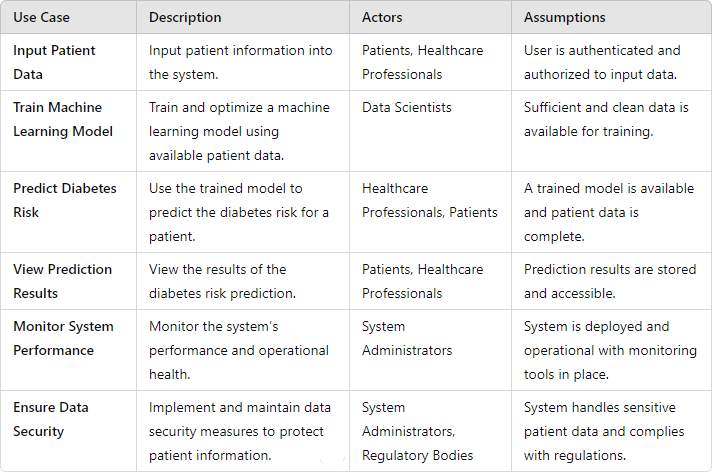 Use Case Description Actors Assumptions
Input Patient Input patient information into Patients, Healthcare User is authenticated and
Data the system. Professionals authorized to input data.
Train Machine Train and optimize a machine Data Scientists Sufficient and clean data is
Learning Model learning model using available for training.
available patient data.
Predict Diabetes Use the trained model to Healthcare A trained model is available
Risk predict the diabetes risk for a Professionals, Patients and patient data is
patient. complete.
View Prediction View the results of the Patients, Healthcare Prediction results are stored
Results diabetes risk prediction. Professionals and accessible.
Monitor System Monitor the system's System System is deployed and
Performance performance and operational Administrators operational with monitoring
health. tools in place.
Ensure Data Implement and maintain data System System handles sensitive
Security security measures to protect Administrators, patient data and complies
patient information. Regulatory Bodies with regulations.